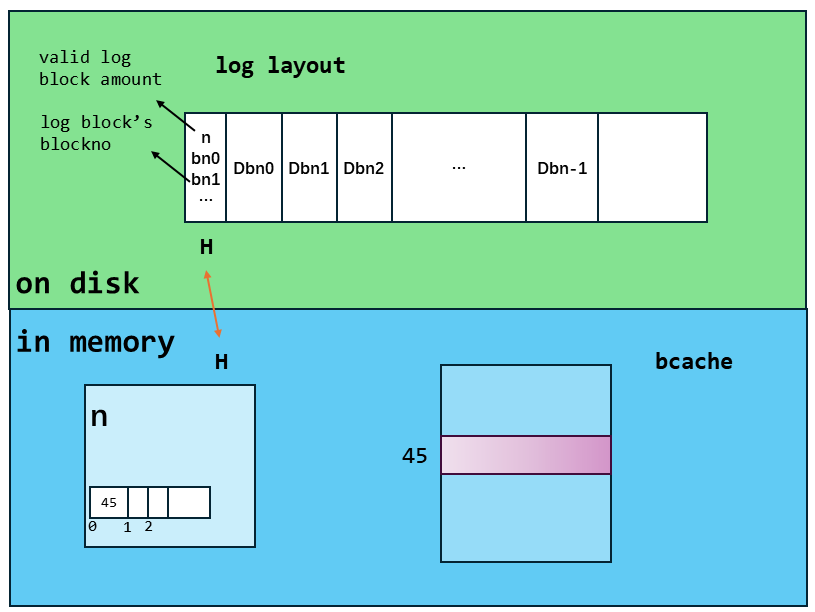 valid log
block amount
log layout
log block's
blockno
n
bn0
bn1
...
Dbn0
Dbn1
Dbn2
...
Dbn-1
H
on disk
in memory
H
bcache
n
45
0
1
2
45